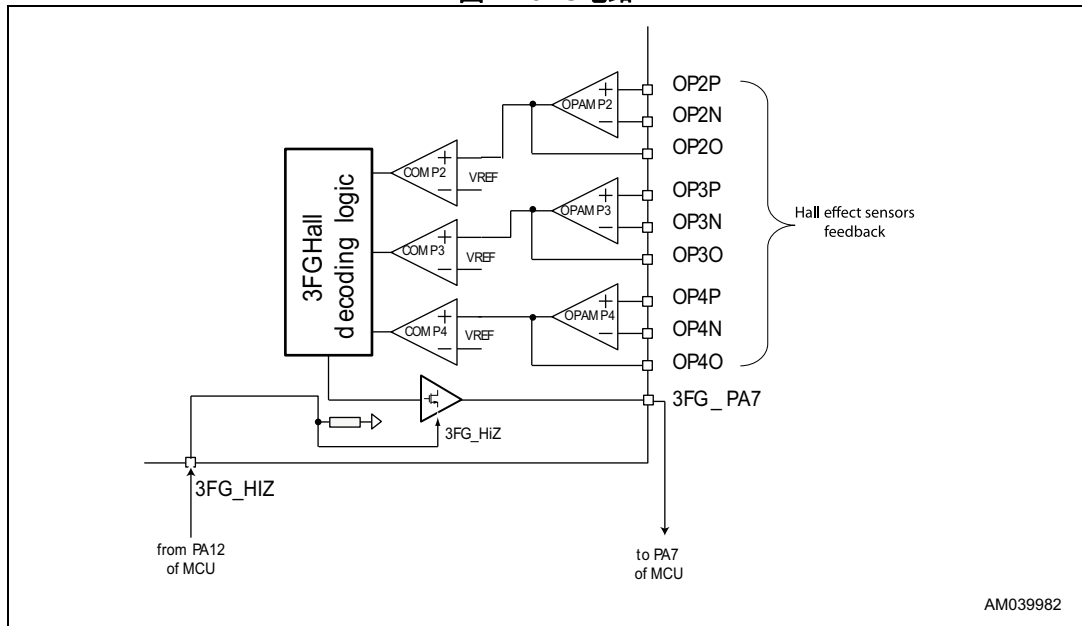 OP2P
OPAMP2
OP2N
OP2O
COMP2
VREF
OP3P
OPAMP3
OP3N
OP3O
3FGHall
decoding logic
COMP3
VREF
Hall effect sensors
feedback
OP4P
OPAMP4
OP4N
OP4O
COMP4
VREF
3FG_PA7
3FG_HiZ
3FG_HIZ
from PA12
of MCU
to PA7
of MCU
AM039982